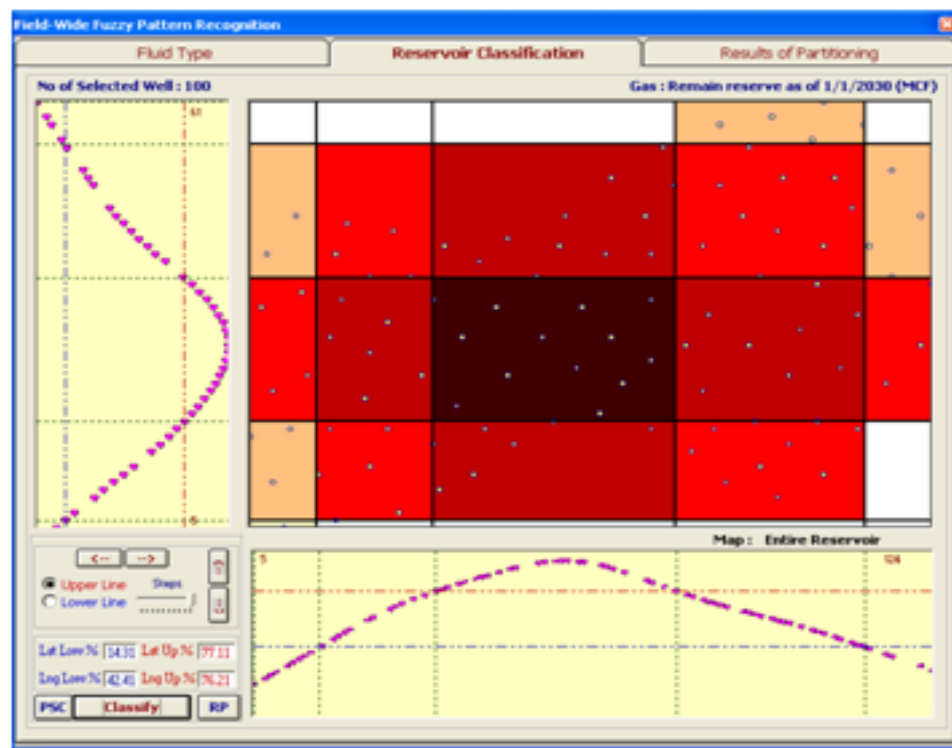 Field-Wide Fuzzy Pattern Recognition
Fluid Type
Reservoir Classification
Results of Partitioning
No of Selected Well : 100
Gas : Remain reserve as of 1/1/2030 (MCF)
61
5
Map : Entire Reservoir
<-- -->
Upper Line
Steps
Lower Line
5
124
Lat Low % 14.31 Lat Up % 77.11
Lng Low % 42.41 Lng Up % 76.21
PSC Classify RP